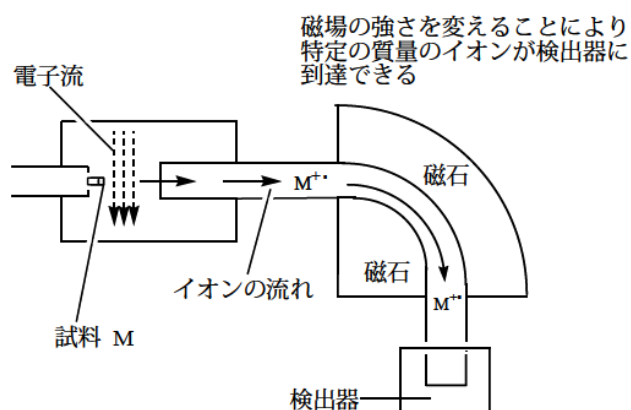 磁場の強さを変えることにより
特定の質量のイオンが検出器に
到達できる
電子流
磁石
M+•
磁石
イオンの流れ
M+•
試料 M
検出器